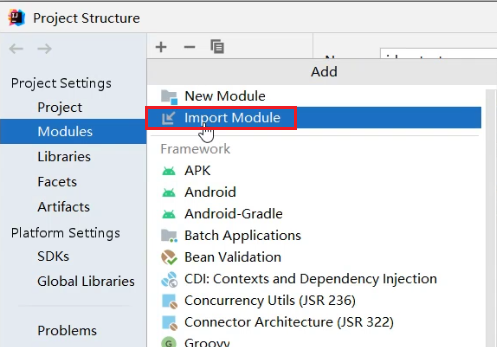 Project Structure
Add
Project Settings
Project
Modules
Libraries
Facets
Artifacts
Platform Settings
SDKs
Global Libraries
Problems
New Module
Import Module
Framework
APK
Android
Android-Gradle
Batch Applications
Bean Validation
CDI: Contexts and Dependency Injection
Concurrency Utils (JSR 236)
Connector Architecture (JSR 322)
Groovy